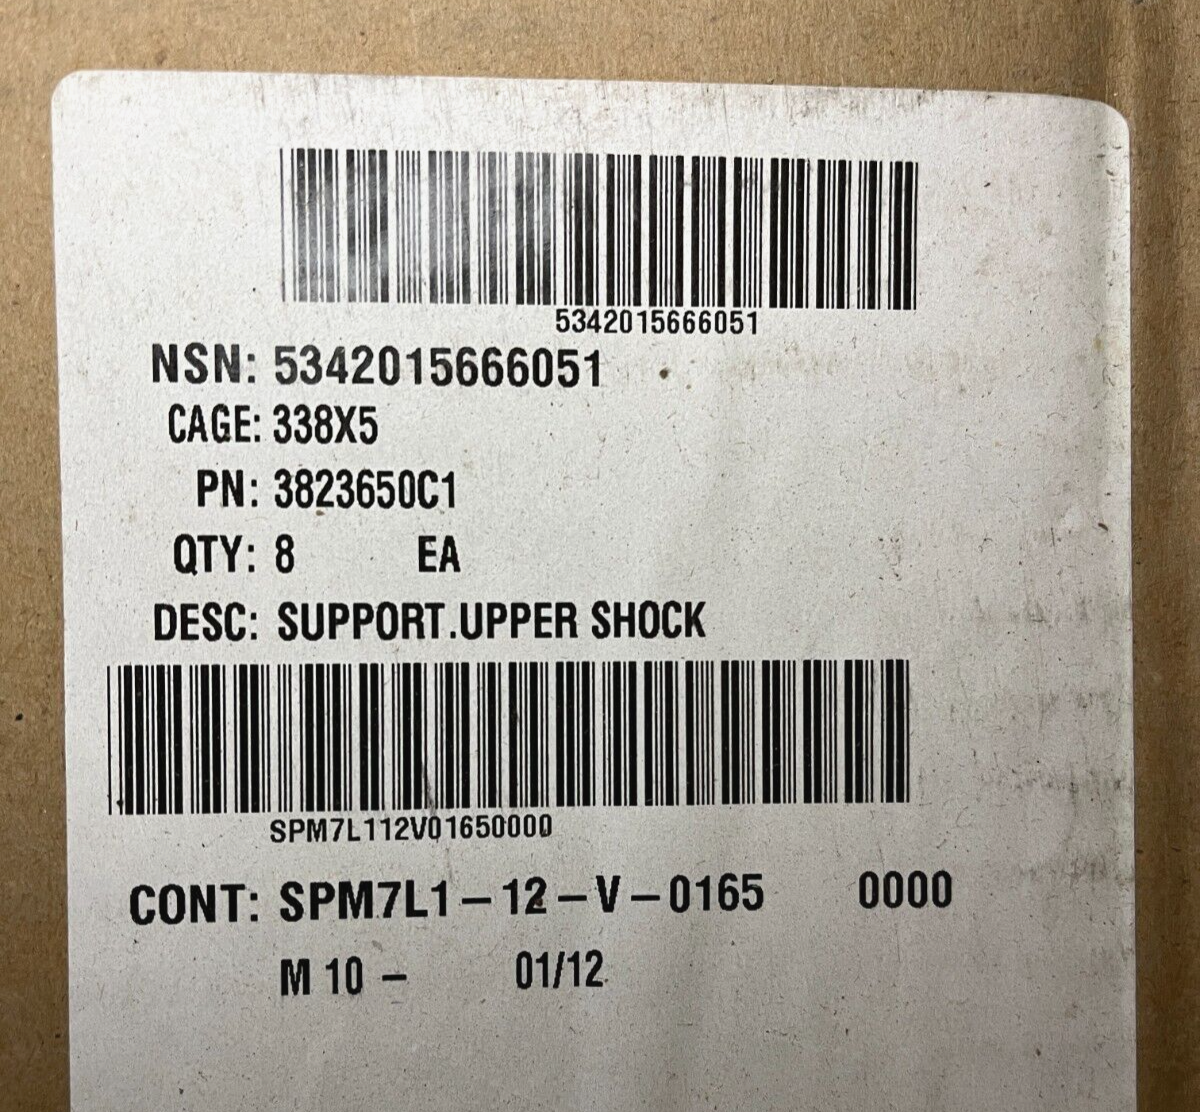 5342015666051
NSN: 5342015666051
CAGE: 338X5
PN: 3823650C1
QTY: 8 EA
DESC: SUPPORT.UPPER SHOCK
SPM7L112V01650000
CONT: SPM7L1-12-V-0165 0000
M 10 - 01/12